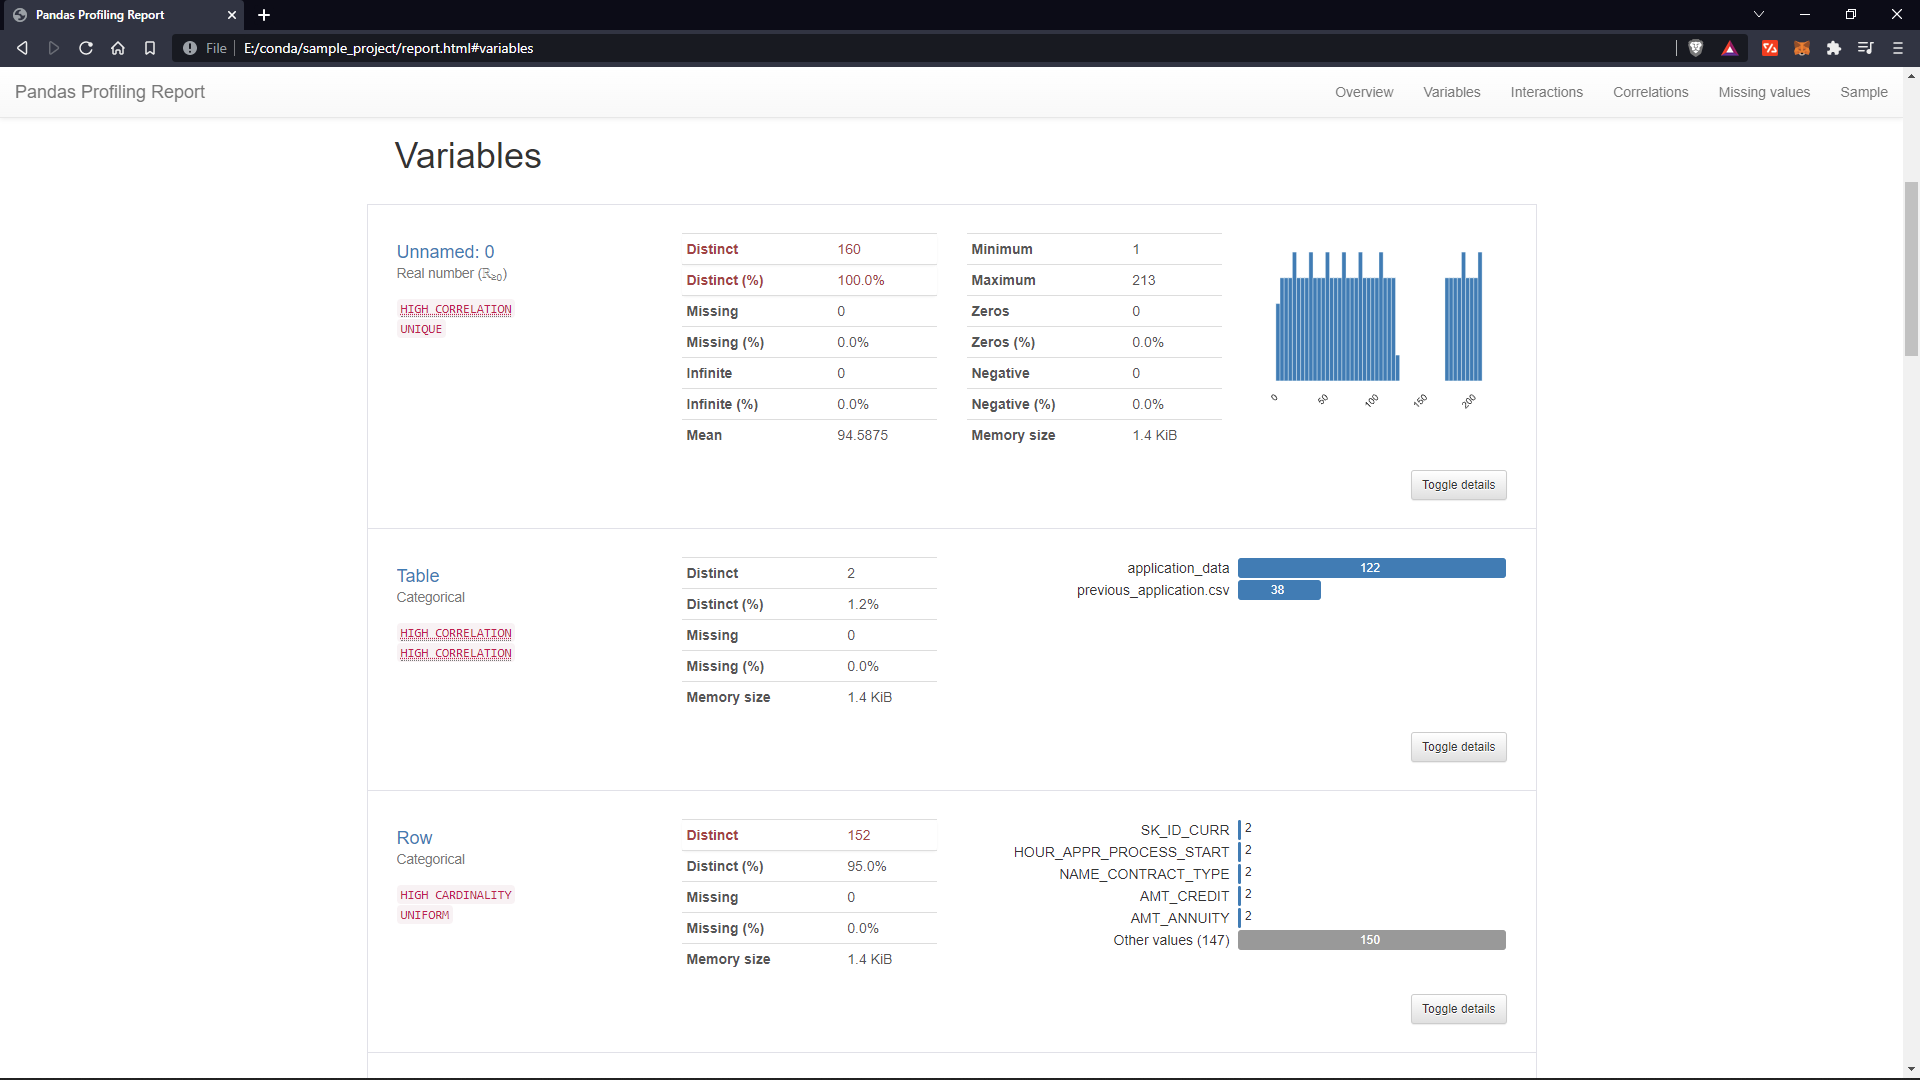 Pandas Profiling Report
File E:/conda/sample_project/report.html#variables
Pandas Profiling Report Overview Variables Interactions Correlations Missing values Sample
Variables
Unnamed: 0
Real number (ℝ≥0)
HIGH CORRELATION
UNIQUE
Distinct 160
Distinct (%) 100.0%
Missing 0
Missing (%) 0.0%
Infinite 0
Infinite (%) 0.0%
Mean 94.5875
Minimum 1
Maximum 213
Zeros 0
Zeros (%) 0.0%
Negative 0
Negative (%) 0.0%
Memory size 1.4 KiB
0 50 100 150 200
Toggle details
Table
Categorical
HIGH CORRELATION
HIGH CORRELATION
Distinct 2
Distinct (%) 1.2%
Missing 0
Missing (%) 0.0%
Memory size 1.4 KiB
application_data 122
previous_application.csv 38
Toggle details
Row
Categorical
HIGH CARDINALITY
UNIFORM
Distinct 152
Distinct (%) 95.0%
Missing 0
Missing (%) 0.0%
Memory size 1.4 KiB
SK_ID_CURR 2
HOUR_APPR_PROCESS_START 2
NAME_CONTRACT_TYPE 2
AMT_CREDIT 2
AMT_ANNUITY 2
Other values (147) 150
Toggle details